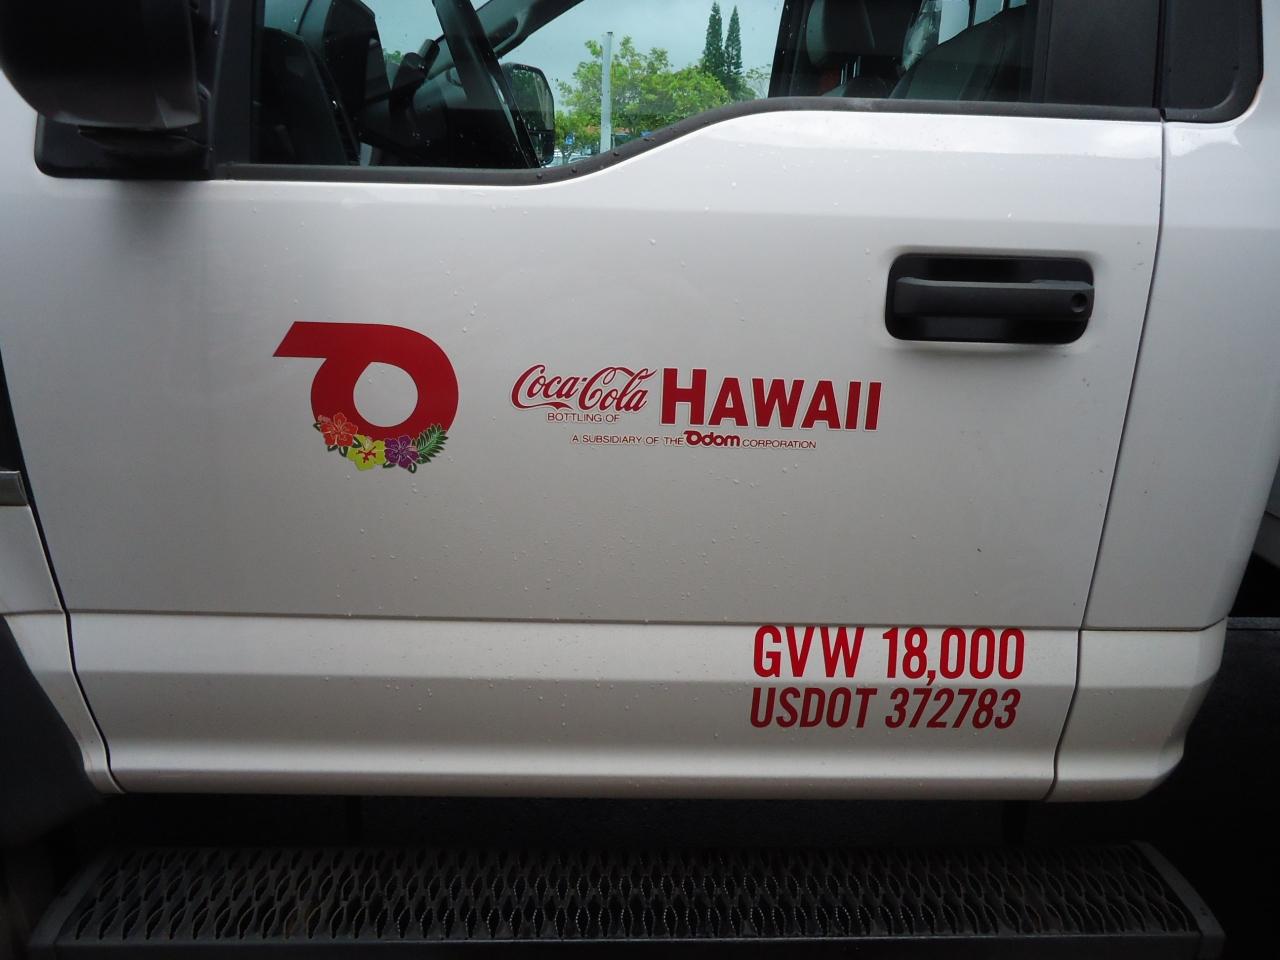 Coca-Cola HAWAII
BOTTLING OF
A SUBSIDIARY OF THE Odom CORPORATION
GVW 18,000
USDOT 372783